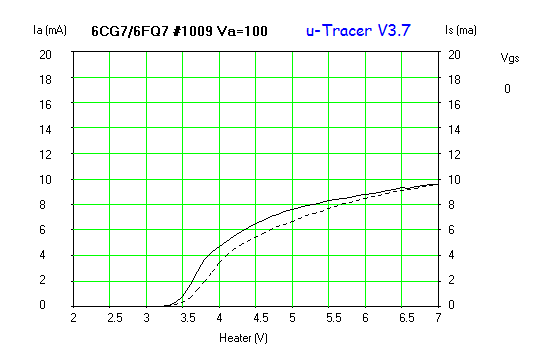 Ia (mA) 6CG7/6FQ7 #1009 Va=100 u-Tracer V3.7 Is (ma)
20 20 Vgs
18 18
16 16 0
14 14
12 12
10 10
8 8
6 6
4 4
2 2
0 0
2 2.5 3 3.5 4 4.5 5 5.5 6 6.5 7
Heater (V)